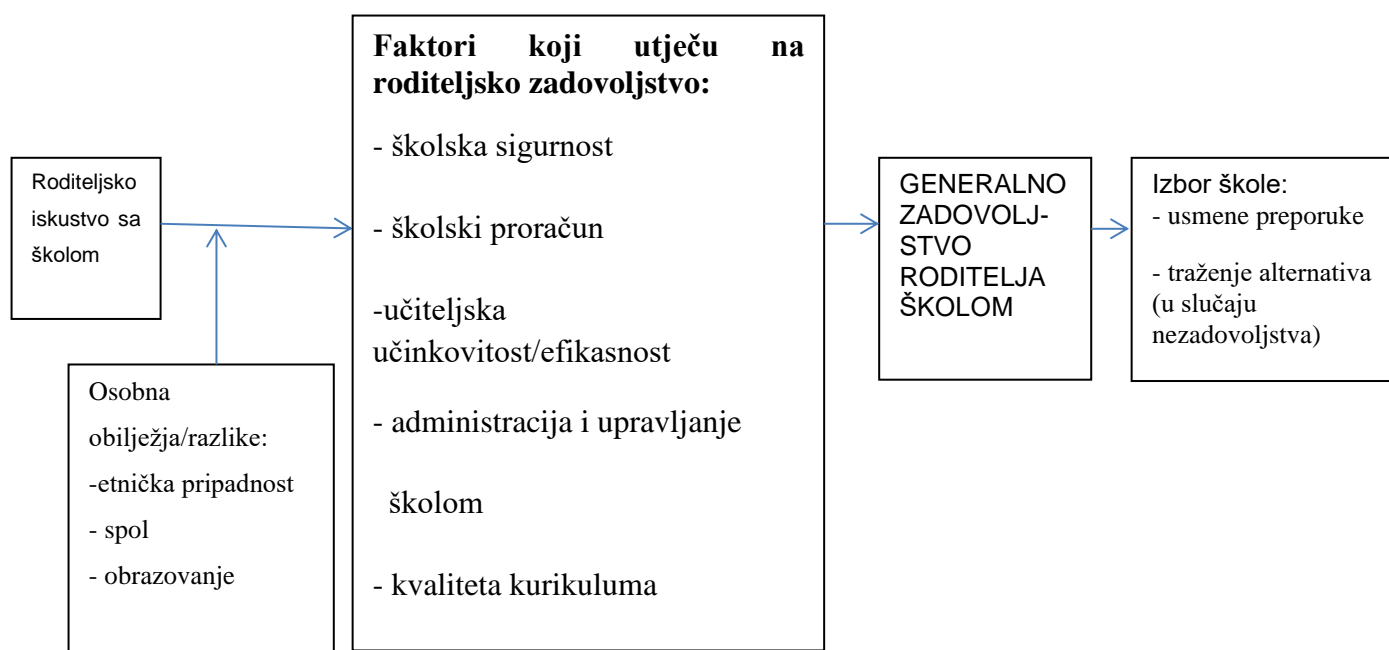 Roditeljsko
iskustvo sa
školom
Osobna
obilježja/razlike:
-etnička pripadnost
- spol
- obrazovanje
Faktori koji utječu na
roditeljsko zadovoljstvo:
- školska sigurnost
- školski proračun
-učiteljska
učinkovitost/efikasnost
- administracija i upravljanje
školom
- kvaliteta kurikuluma
GENERALNO
ZADOVOLJ-
STVO
RODITELJA
ŠKOLOM
Izbor škole:
- usmene preporuke
- traženje alternativa
(u slučaju
nezadovoljstva)